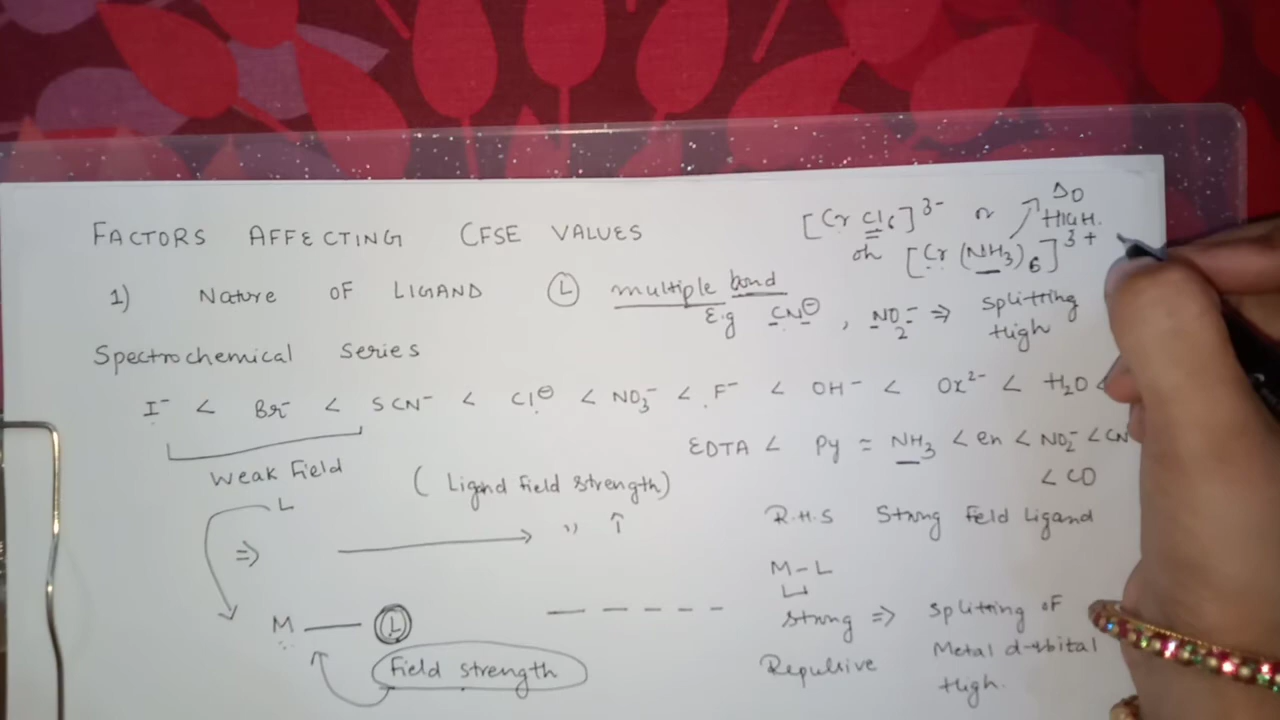 FACTORS AFFECTING CFSE VALUES
[Cr Cl6]3- or
ΔO HIGH.
oh [Cr (NH3)6]3+
1) Nature OF LIGAND (L) multiple bond
E.g CN⊖, NO2- ⇒ splitting High
Spectrochemical Series
I- < Br- < SCN- < Cl⊖ < NO3- < F- < OH- < Ox2- < H2O <
EDTA < Py = NH3 < en < NO2- < CN
< CO
Weak Field
L
( Ligand field strength)
R.H.S Strong Field Ligand
⇒ → ,, ↑
M-L
M — (L) — - - - -
strong ⇒ splitting of
Field strength
Repulsive Metal d-orbital
High.